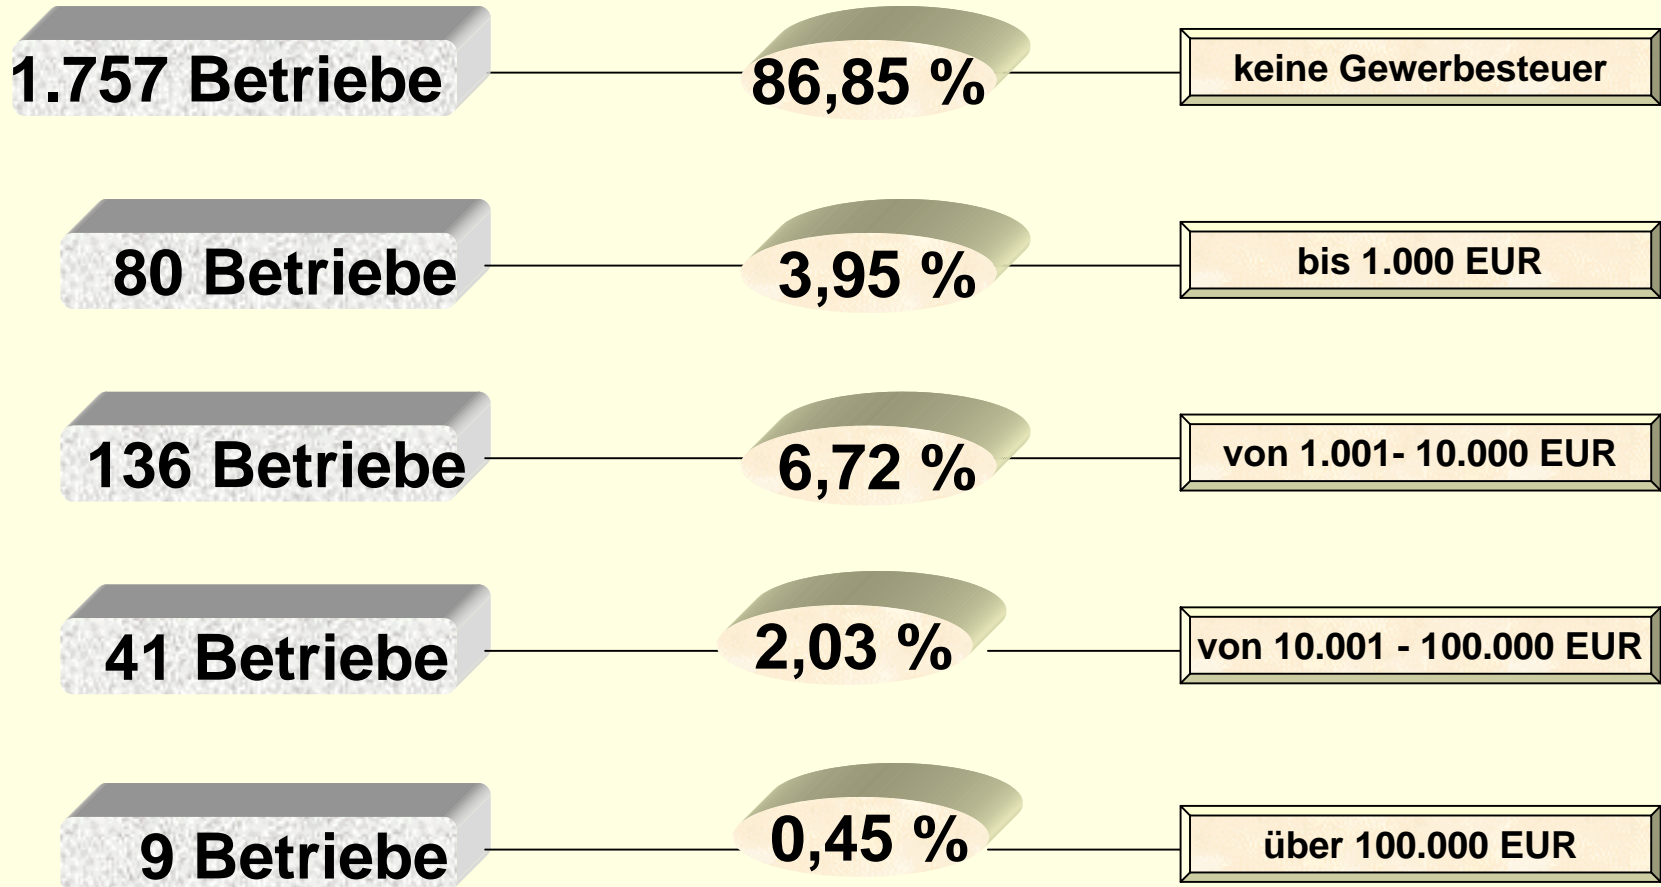 1.757 Betriebe 86,85 % keine Gewerbesteuer
80 Betriebe 3,95 % bis 1.000 EUR
136 Betriebe 6,72 % von 1.001- 10.000 EUR
41 Betriebe 2,03 % von 10.001 - 100.000 EUR
9 Betriebe 0,45 % über 100.000 EUR